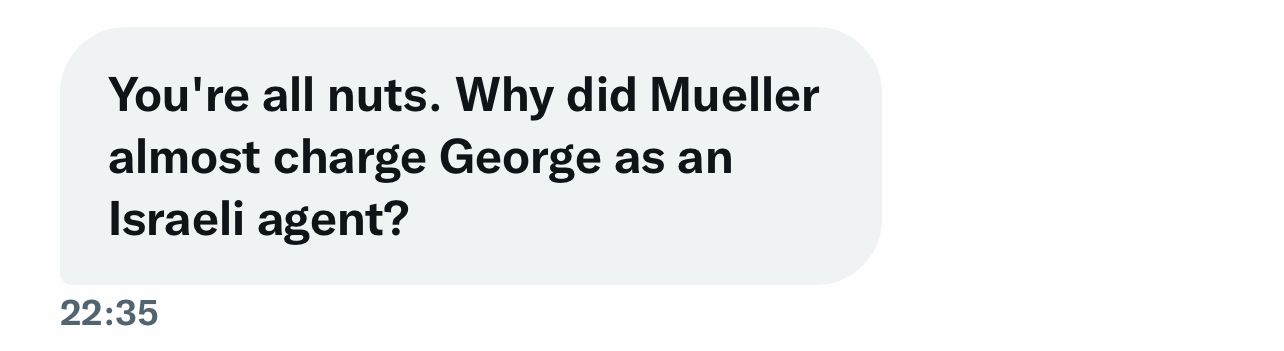 You're all nuts. Why did Mueller
almost charge George as an
Israeli agent?
22:35